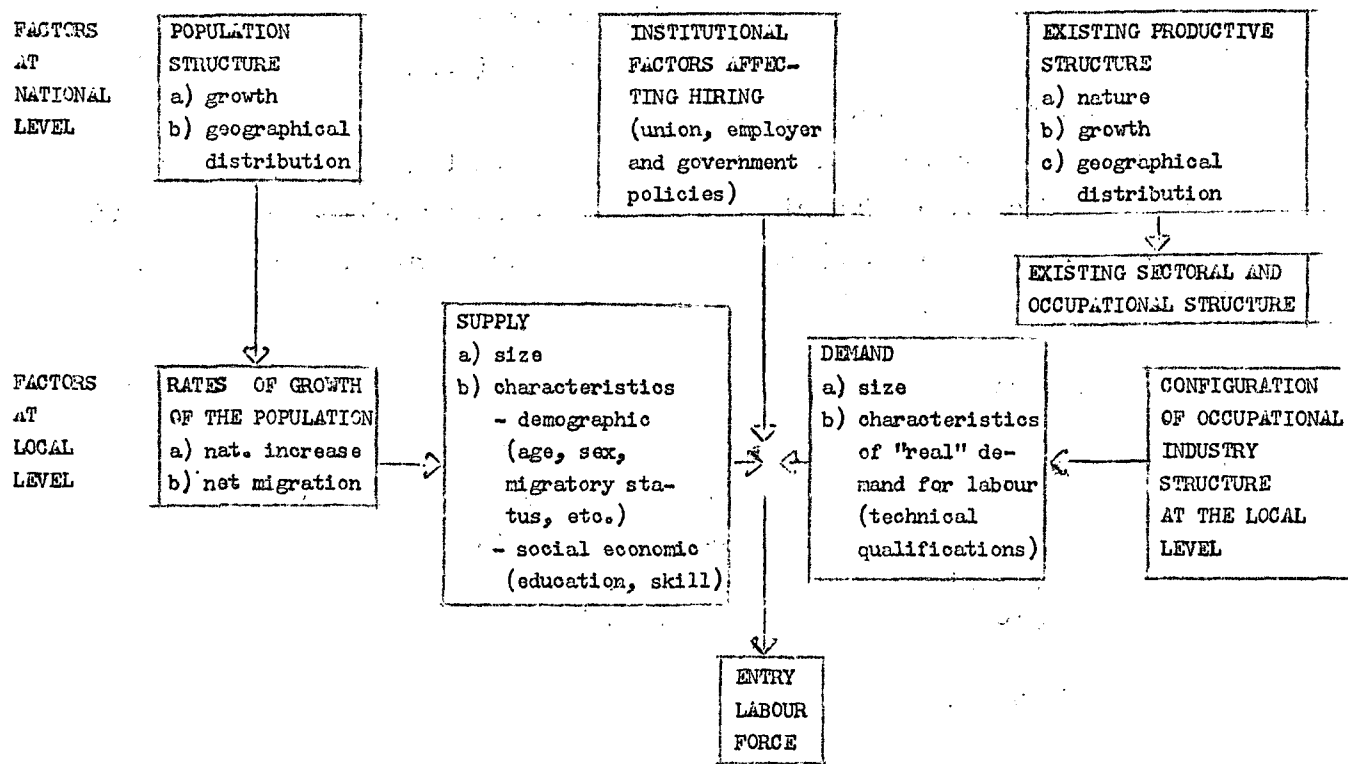 FACTORS
AT
NATIONAL
LEVEL
POPULATION
STRUCTURE
a) growth
b) geographical
distribution
INSTITUTIONAL
FACTORS AFFEC-
TING HIRING
(union, employer
and government
policies)
EXISTING PRODUCTIVE
STRUCTURE
a) nature
b) growth
c) geographical
distribution
EXISTING SECTORAL AND
OCCUPATIONAL STRUCTURE
FACTORS
AT
LOCAL
LEVEL
RATES OF GROWTH
OF THE POPULATION
a) nat. increase
b) net migration
SUPPLY
a) size
b) characteristics
- demographic
(age, sex,
migratory sta-
tus, etc.)
- social economic
(education, skill)
DEMAND
a) size
b) characteristics
of "real" de-
mand for labour
(technical
qualifications)
CONFIGURATION
OF OCCUPATIONAL
INDUSTRY
STRUCTURE
AT THE LOCAL
LEVEL
ENTRY
LABOUR
FORCE